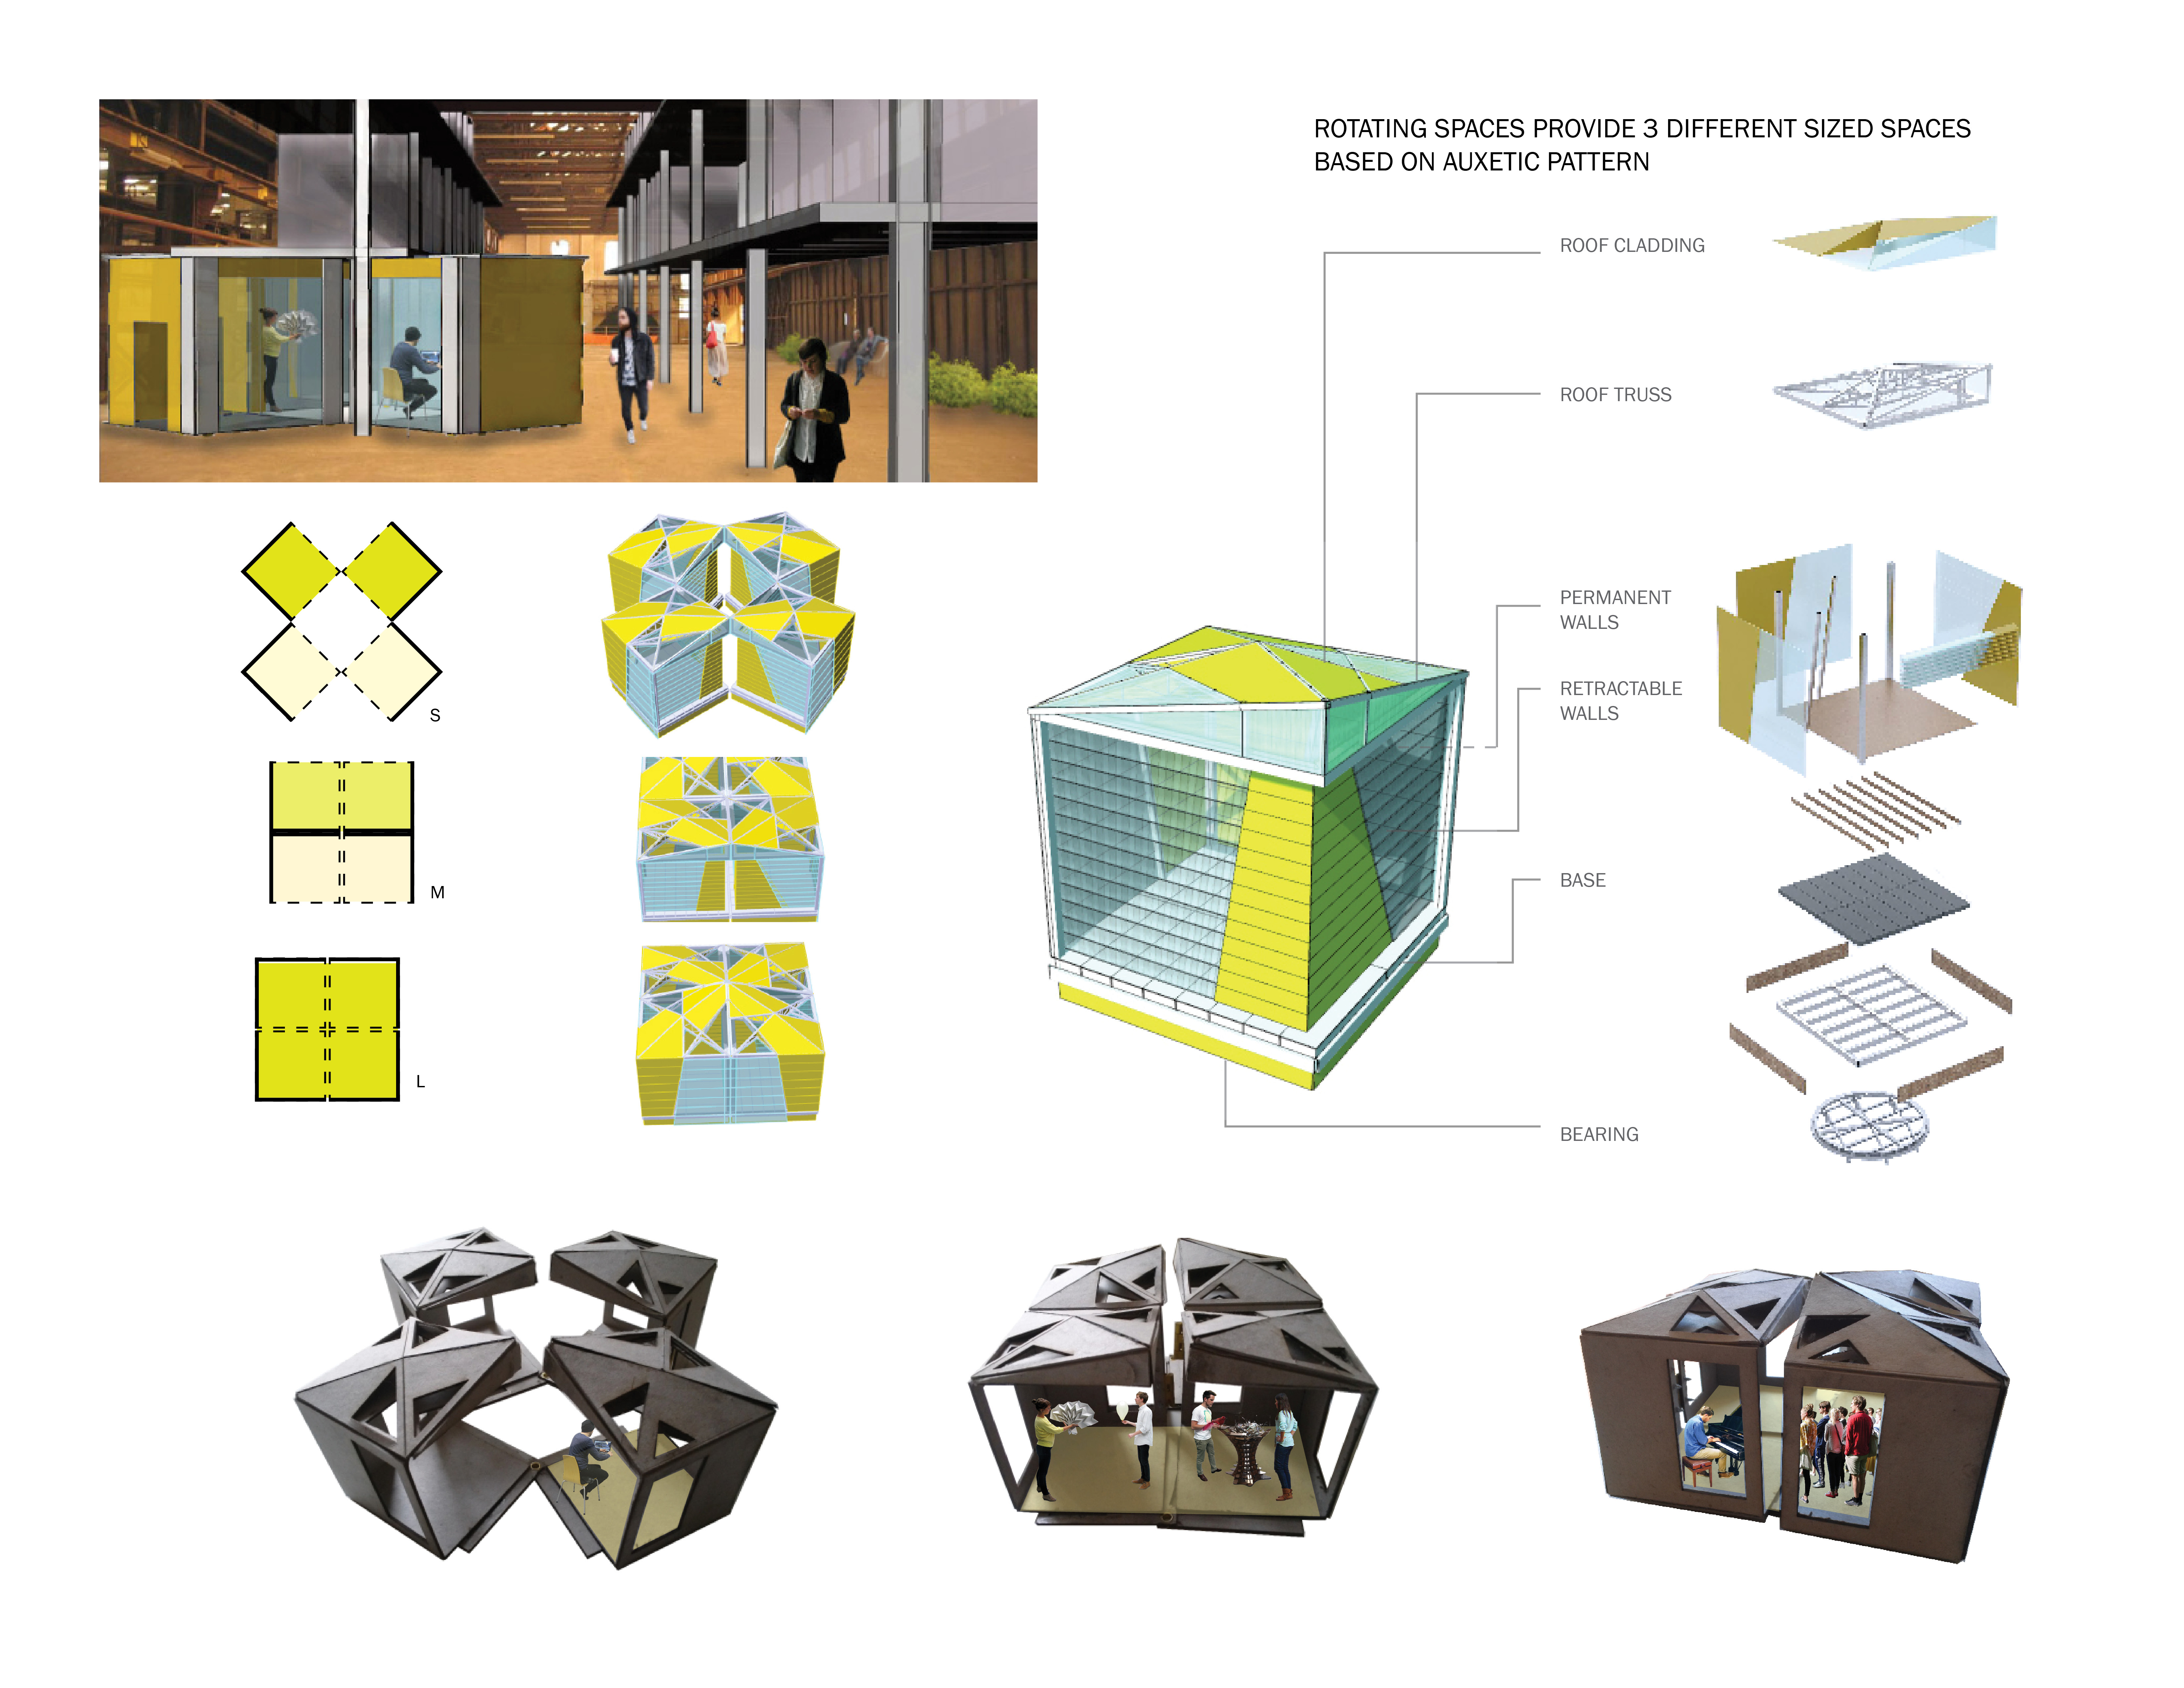 ROTATING SPACES PROVIDE 3 DIFFERENT SIZED SPACES
BASED ON AUXETIC PATTERN
ROOF CLADDING
ROOF TRUSS
PERMANENT
WALLS
RETRACTABLE
WALLS
BASE
BEARING
S
M
L